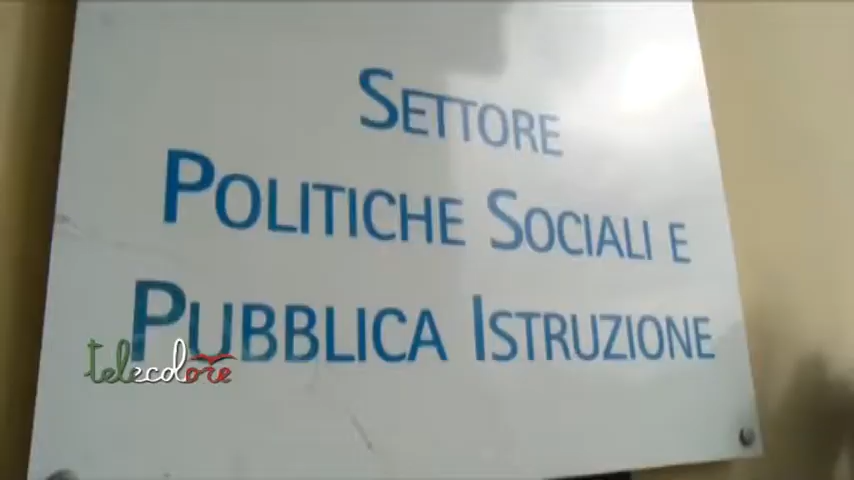 SETTORE
POLITICHE SOCIALI E
PUBBLICA ISTRUZIONE
telecolore